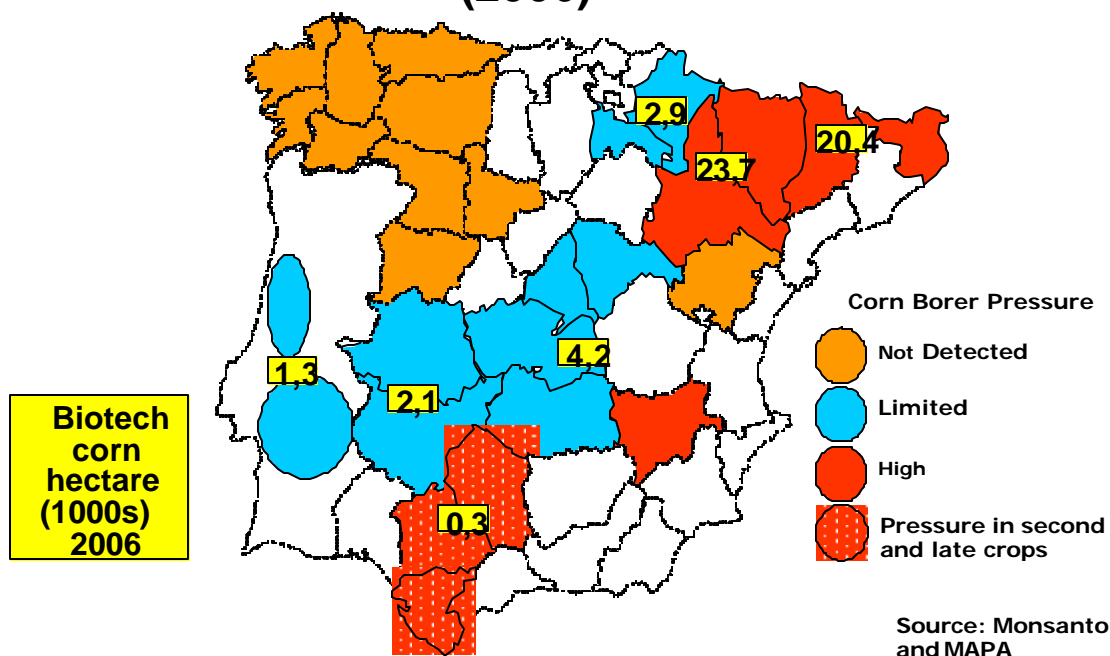 (2006)
2,9
20,4
23,7
Corn Borer Pressure
Not Detected
1,3
4,2
2,1
Limited
Biotech
corn
hectare
(1000s)
2006
High
0,3
Pressure in second
and late crops
Source: Monsanto
and MAPA